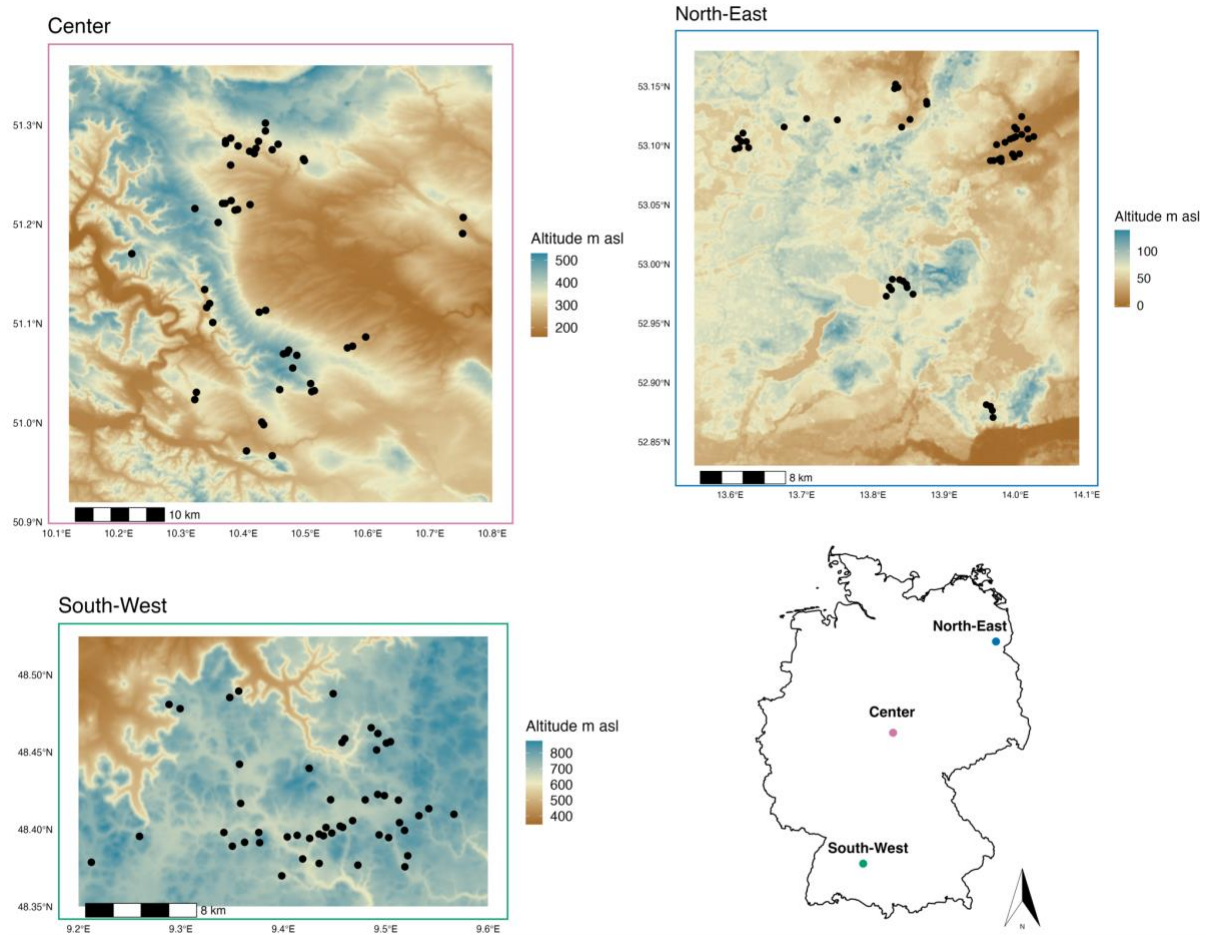 Center
51.3°N
51.2°N
51.1°N
51.0°N
50.9°N
10.1°E 10.2°E 10.3°E 10.4°E 10.5°E 10.6°E 10.7°E 10.8°E
10 km
Altitude m asl
500
400
300
200
North-East
53.15°N
53.10°N
53.05°N
53.00°N
52.95°N
52.90°N
52.85°N
8 km
13.6°E 13.7°E 13.8°E 13.9°E 14.0°E 14.1°E
Altitude m asl
100
50
0
South-West
48.50°N
48.45°N
48.40°N
48.35°N
8 km
9.2°E 9.3°E 9.4°E 9.5°E 9.6°E
Altitude m asl
800
700
600
500
400
North-East
Center
South-West
N